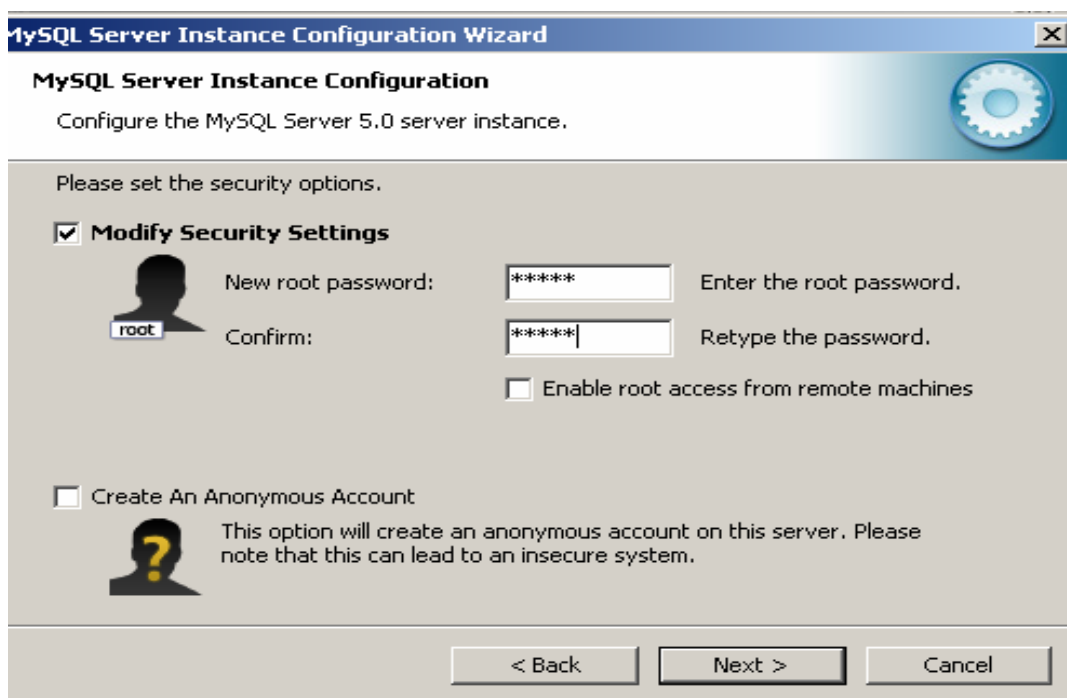 MySQL Server Instance Configuration Wizard
MySQL Server Instance Configuration
Configure the MySQL Server 5.0 server instance.
Please set the security options.
Modify Security Settings
New root password: ***** Enter the root password.
root
Confirm: ***** Retype the password.
Enable root access from remote machines
Create An Anonymous Account
This option will create an anonymous account on this server. Please
note that this can lead to an insecure system.
?
< Back Next > Cancel